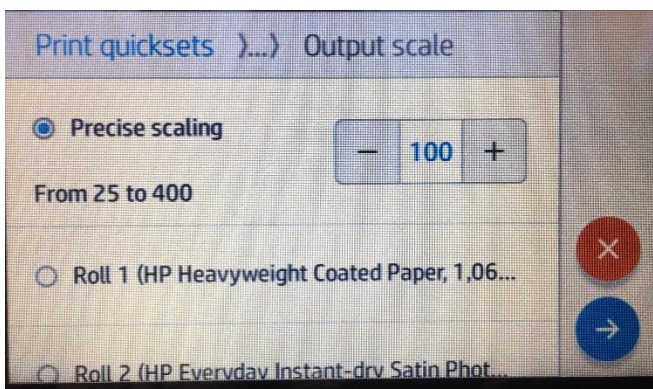 Print quicksets 〉...〉 Output scale
Precise scaling
− 100 +
From 25 to 400
Roll 1 (HP Heavyweight Coated Paper, 1,06...
Roll 2 (HP Everyday Instant-dry Satin Phot...